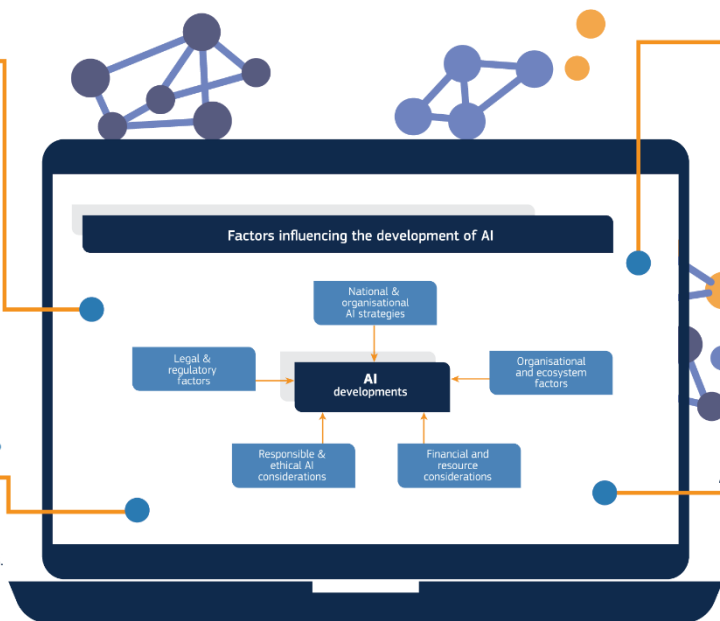 Factors influencing the development of AI
National &
organisational
AI strategies
Legal &
regulatory
factors
AI
developments
Organisational
and ecosystem
factors
Responsible &
ethical AI
considerations
Financial and
resource
considerations